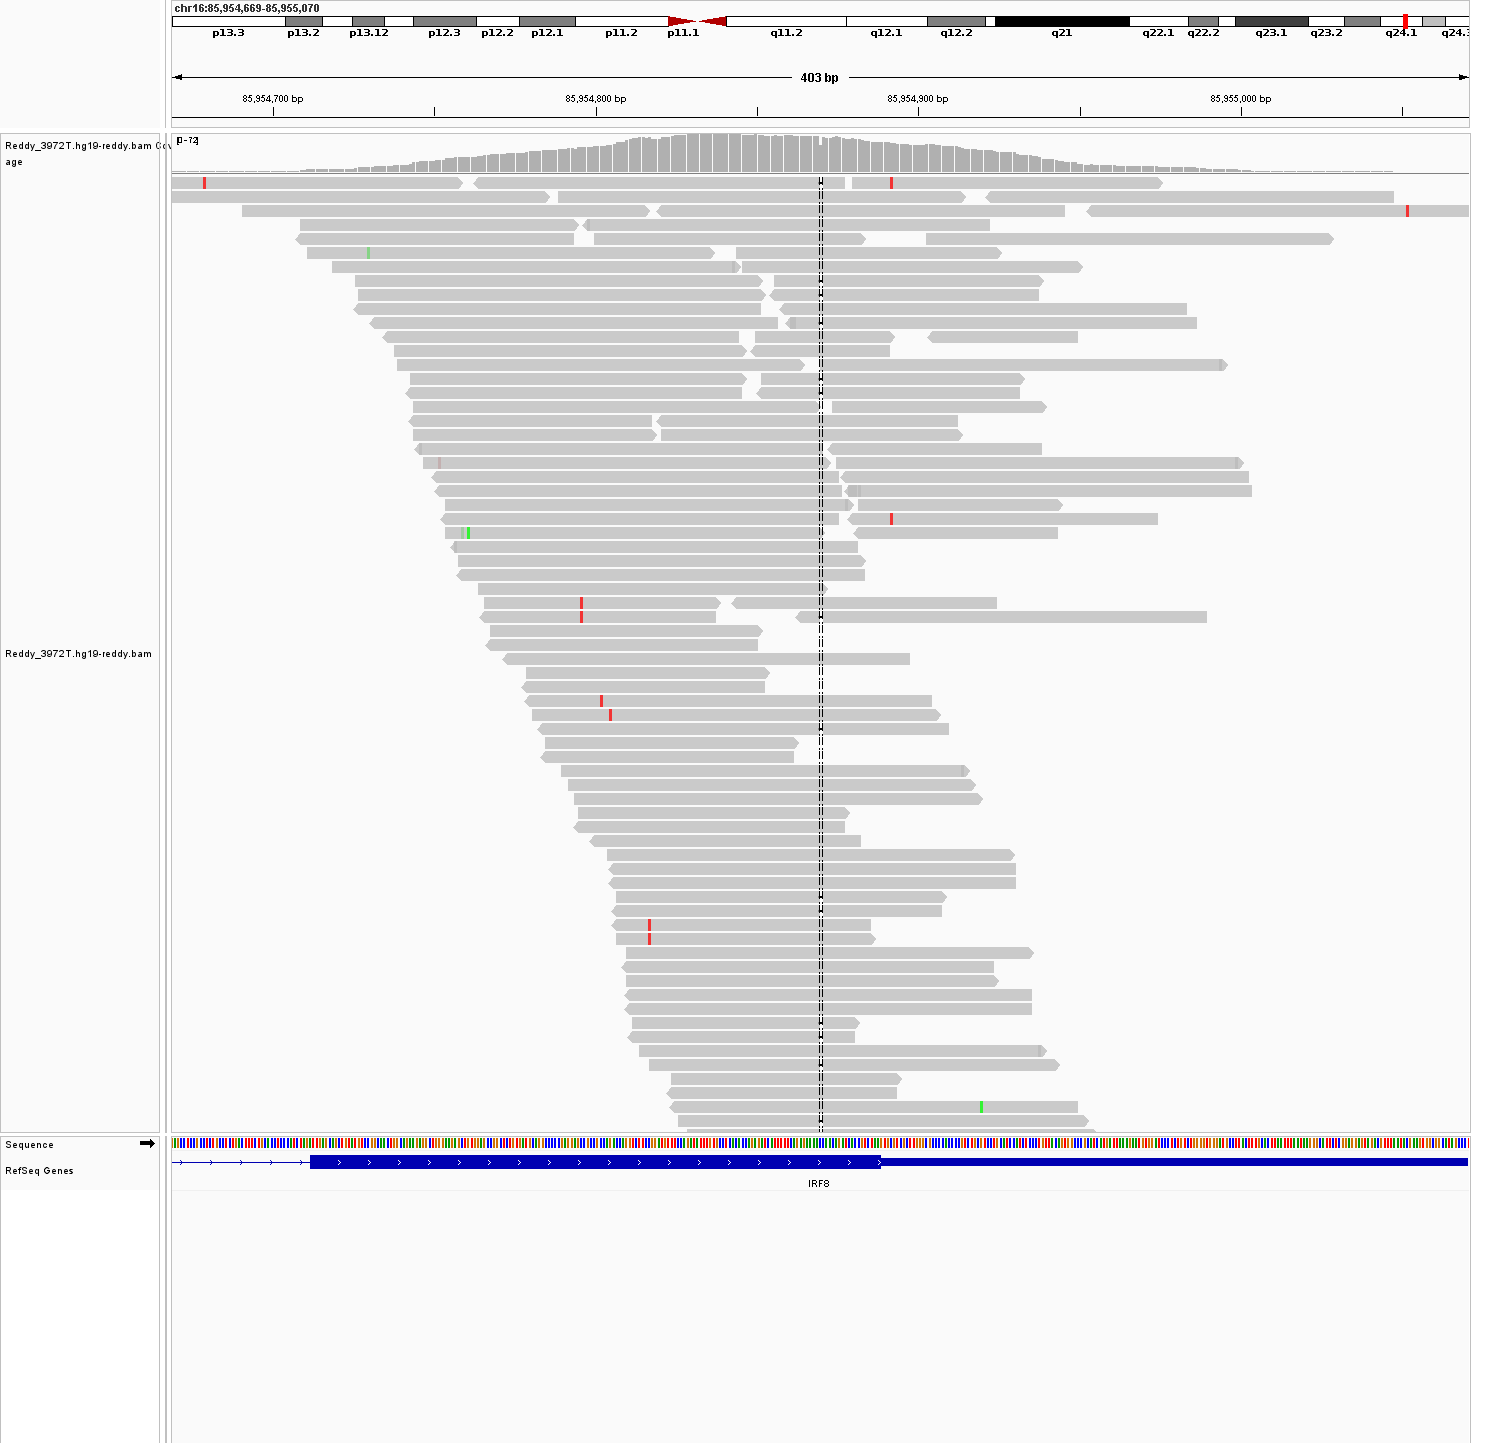 chr16:85,954,669-85,955,070
p13.3 p13.2 p13.12 p12.3 p12.2 p12.1 p11.2 p11.1 q11.2 q12.1 q12.2 q21 q22.1 q22.2 q23.1 q23.2 q24.1 q24.3
403 bp
85,954,700 bp 85,954,800 bp 85,954,900 bp 85,955,000 bp
[0-72]
Reddy_3972T.hg19-reddy.bam Cov
age
Reddy_3972T.hg19-reddy.bam
Sequence
RefSeq Genes
IRF8